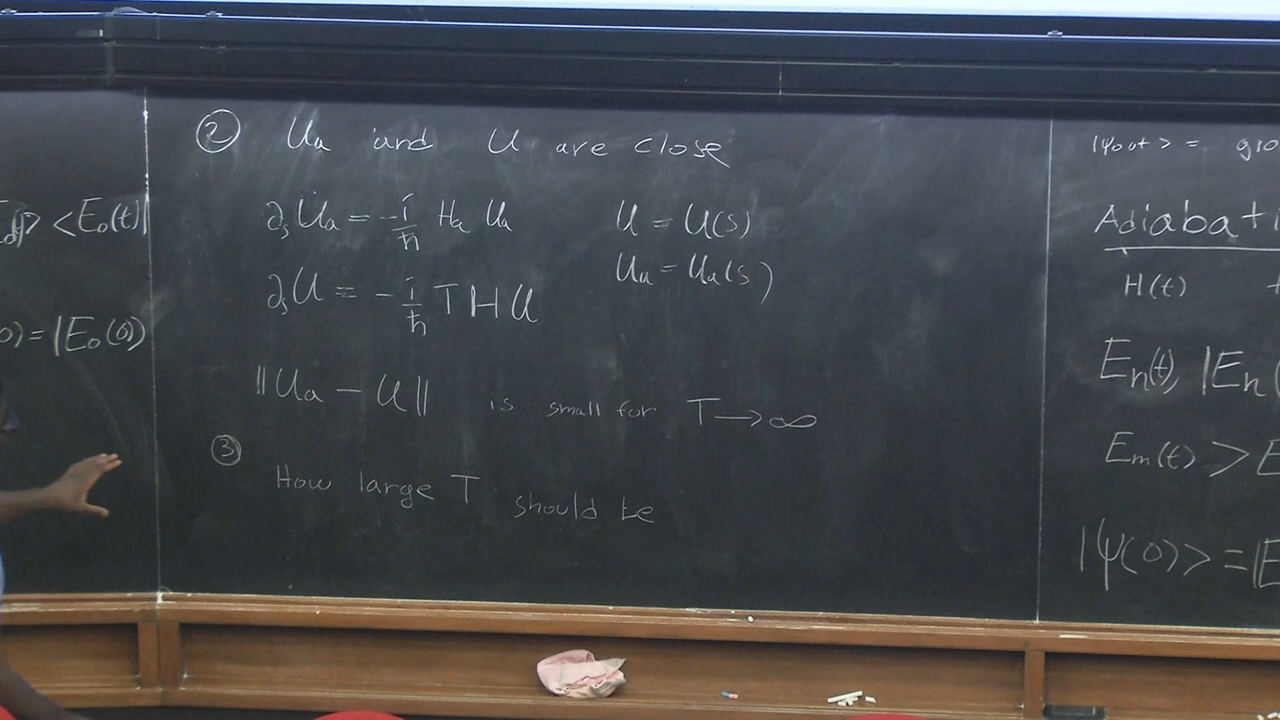 ② Uₐ and U are close
∂ₛUₐ = -i/ħ Hₐ Uₐ
U = U(s)
Uₐ = Uₐ(s)
∂ₛU = -i/ħ T H U
||Uₐ - U|| is small for T → ∞
③ How large T should be
> <E₀(t)|
0) = |E₀(0)>
|ψout> =
Adiabati
H(t)
Eₙ(t), |Eₙ(
Eₘ(t) > E
|ψ(0)> = |E